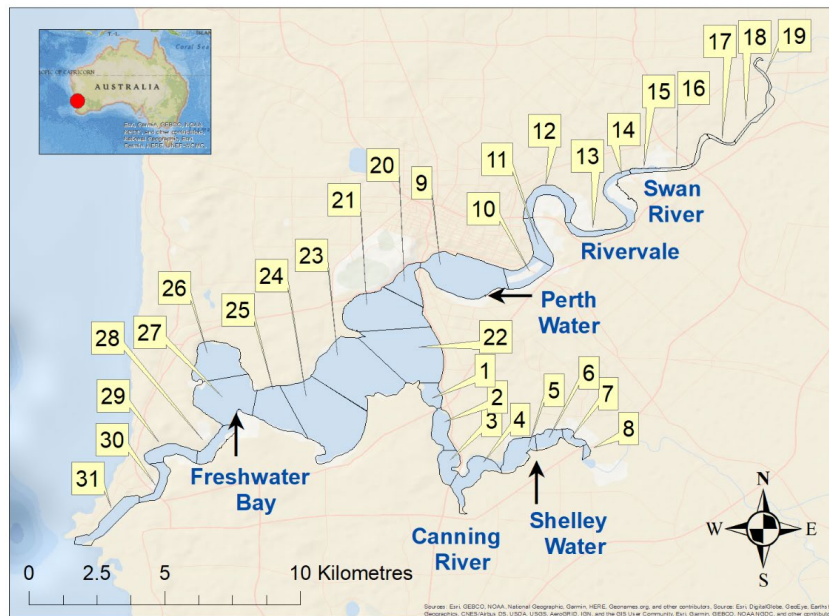 AUSTRALIA
Coral Sea
17
18
19
16
15
14
12
13
11
20
9
10
21
Swan
River
Rivervale
23
24
Perth
Water
26
25
22
28
27
1
5
6
2
7
29
3
4
8
30
31
Freshwater
Bay
Canning
River
Shelley
Water
N
W
E
S
0
2.5
5
10 Kilometres